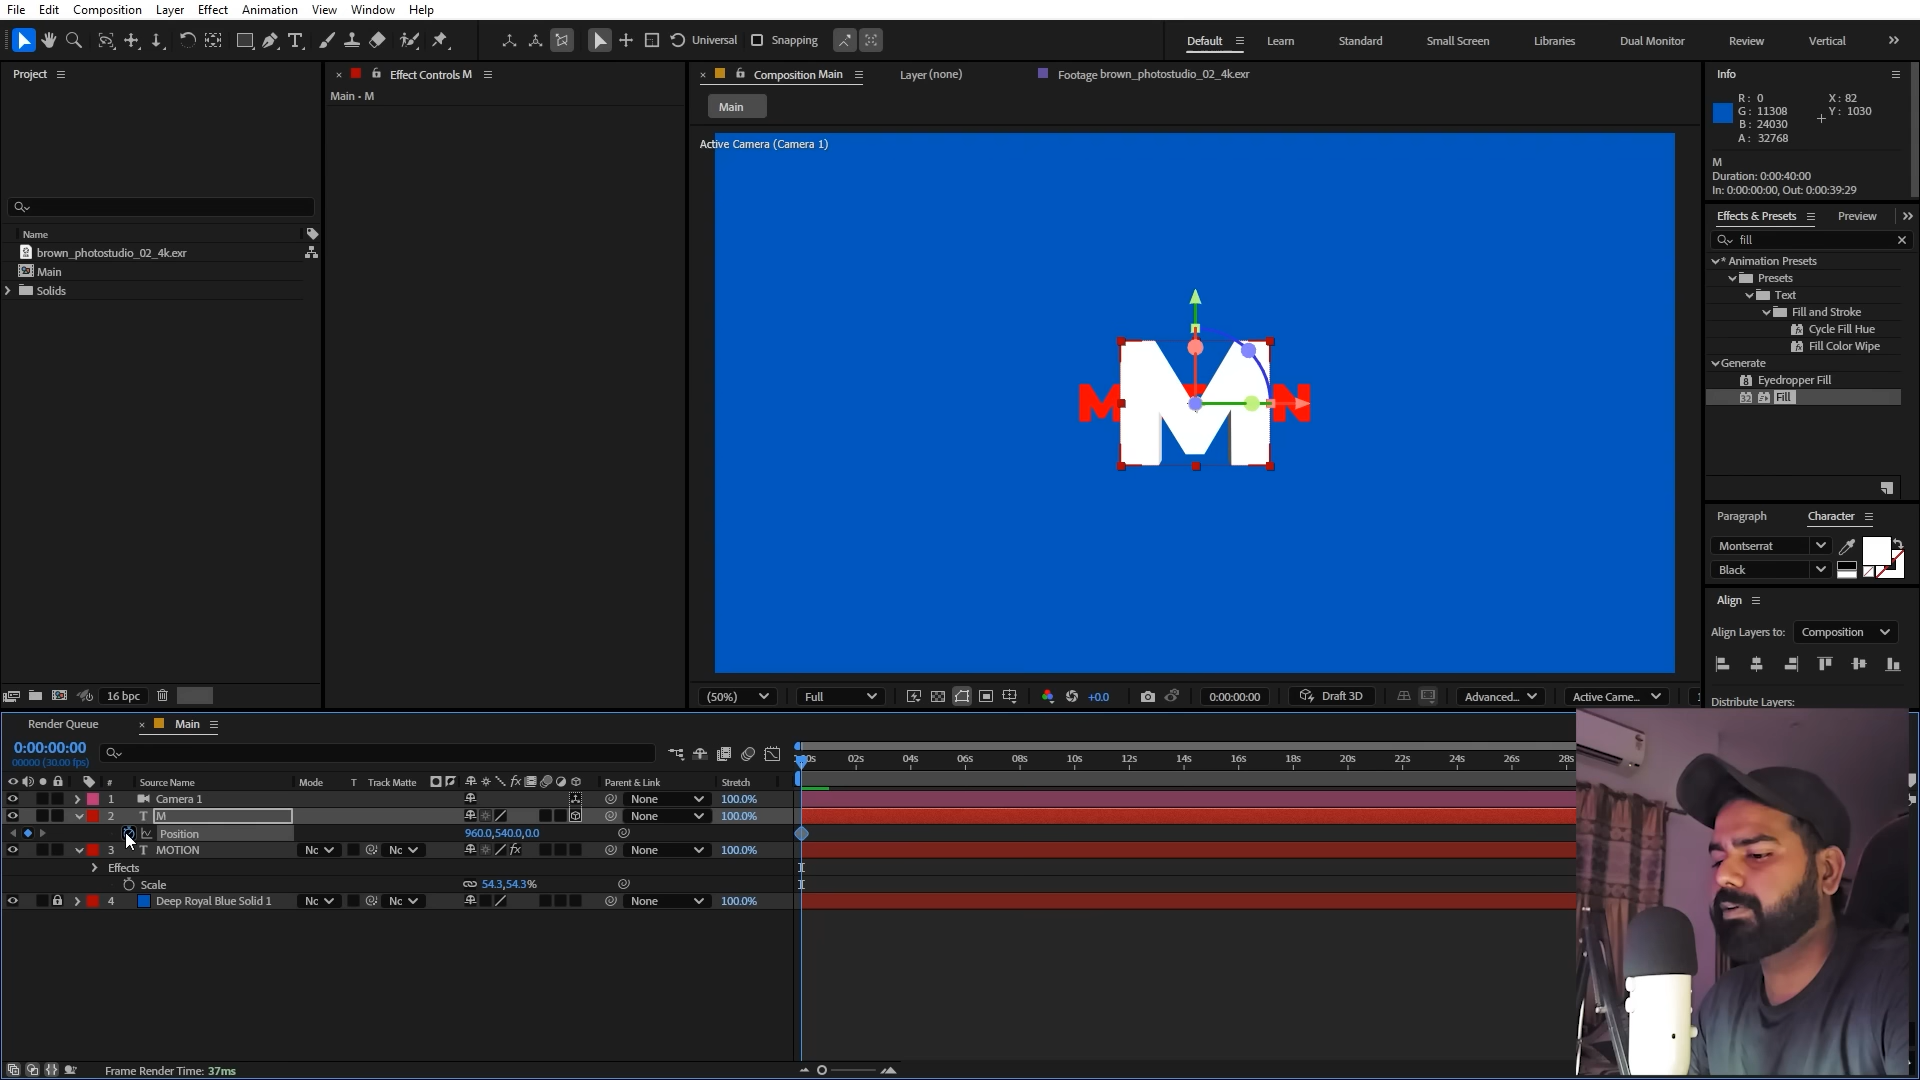 File Edit Composition Layer Effect Animation View Window Help
Universal Snapping Default Learn Standard Small Screen Libraries Dual Monitor Review Vertical
Project
Effect Controls M
Main • M
Composition Main Layer (none) Footage brown_photostudio_02_4k.exr
Main
Active Camera (Camera 1)
Info
R: 0 X: 82
G: 11308 Y: 1030
B: 24030
A: 32768
M
Duration: 0:00:40:00
In: 0:00:00:00, Out: 0:00:39:29
Name
brown_photostudio_02_4k.exr
Main
Solids
Effects & Presets Preview
fill
* Animation Presets
Presets
Text
Fill and Stroke
Cycle Fill Hue
Fill Color Wipe
Generate
Eyedropper Fill
Fill
M M N
Paragraph Character
Montserrat
Black
Align
Align Layers to: Composition
Distribute Layers:
16 bpc
(50%) Full +0.0 0:00:00:00 Draft 3D Advanced... Active Came...
Render Queue Main
0:00:00:00
00000 (30.00 fps)
# Source Name Mode T Track Matte Parent & Link Stretch
02s 04s 06s 08s 10s 12s 14s 16s 18s 20s 22s 24s 26s 28s
1 Camera 1 None 100.0%
2 T M None 100.0%
Position 960.0,540.0,0.0
3 T MOTION Nc Nc None 100.0%
Effects
Scale 54.3,54.3%
4 Deep Royal Blue Solid 1 Nc Nc None 100.0%
Frame Render Time: 37ms